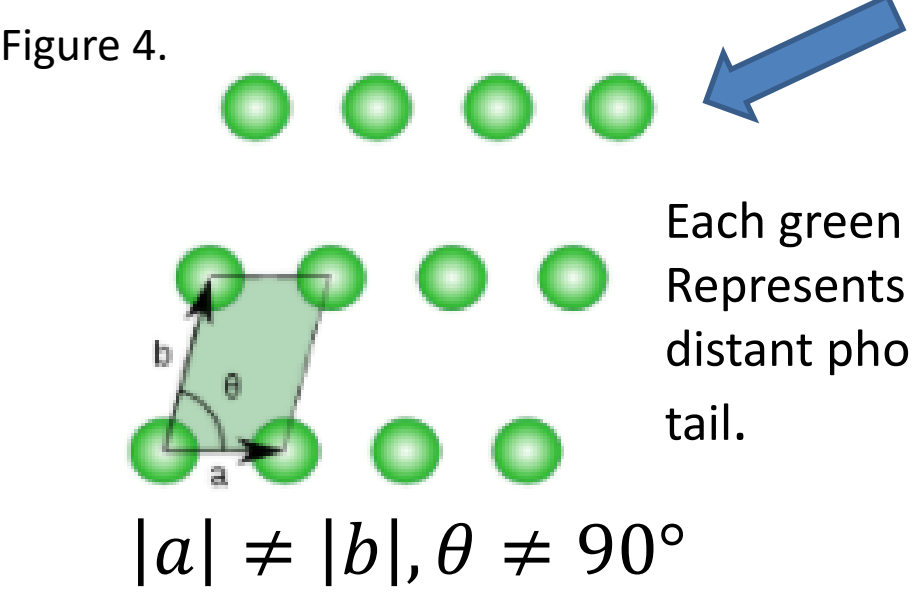 Figure 4.
Each green
Represents
distant pho
tail.
b
θ
a
|a| ≠ |b|, θ ≠ 90°